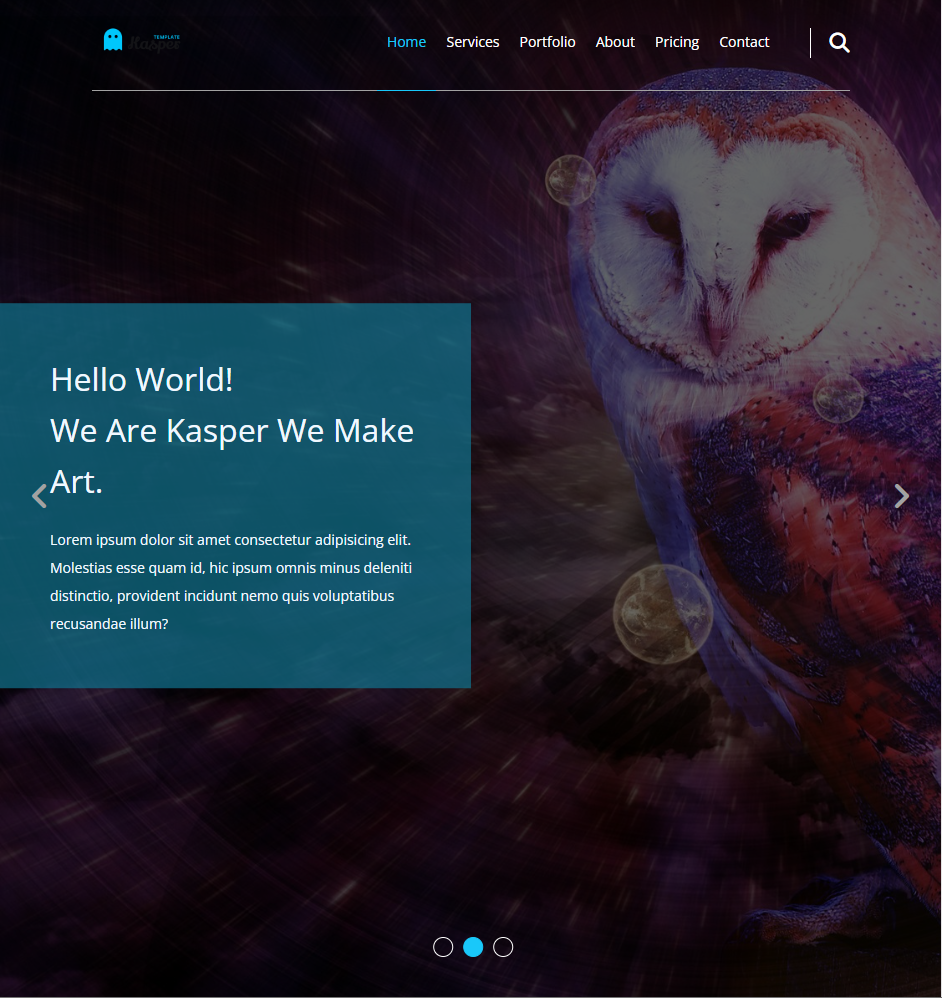 TEMPLATE
Kasper
Home Services Portfolio About Pricing Contact
Hello World!
We Are Kasper We Make
Art.
Lorem ipsum dolor sit amet consectetur adipisicing elit.
Molestias esse quam id, hic ipsum omnis minus deleniti
distinctio, provident incidunt nemo quis voluptatibus
recusandae illum?